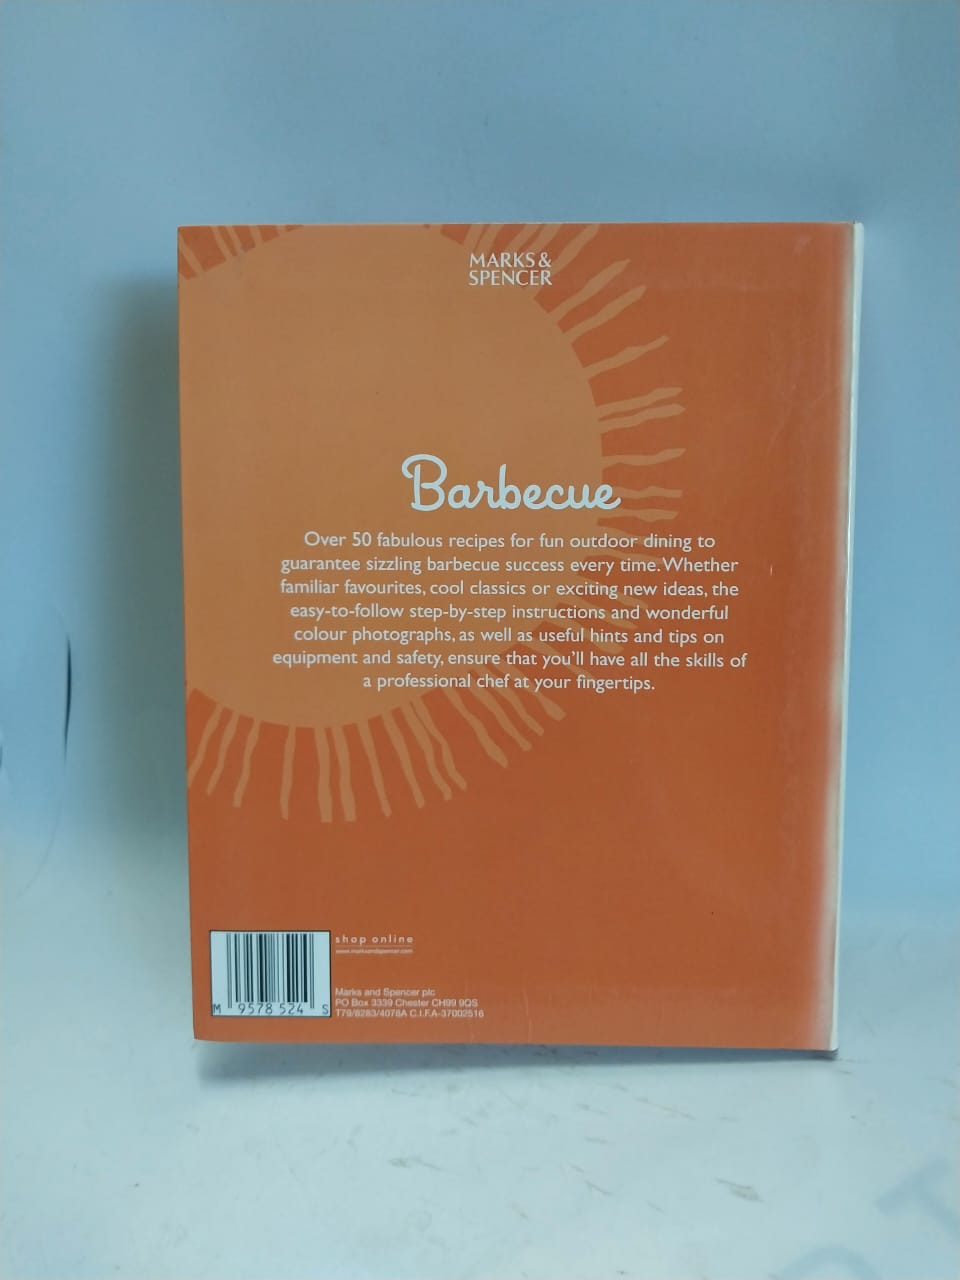 MARKS &
SPENCER
Barbecue
Over 50 fabulous recipes for fun outdoor dining to
guarantee sizzling barbecue success every time. Whether
familiar favourites, cool classics or exciting new ideas, the
easy-to-follow step-by-step instructions and wonderful
colour photographs, as well as useful hints and tips on
equipment and safety, ensure that you'll have all the skills of
a professional chef at your fingertips.
shop online
www.marksandspencer.com
Marks and Spencer plc
PO Box 3339 Chester CH99 9QS
T79/8283/4078A C.I.F.A-37002516
M 9578 524 S